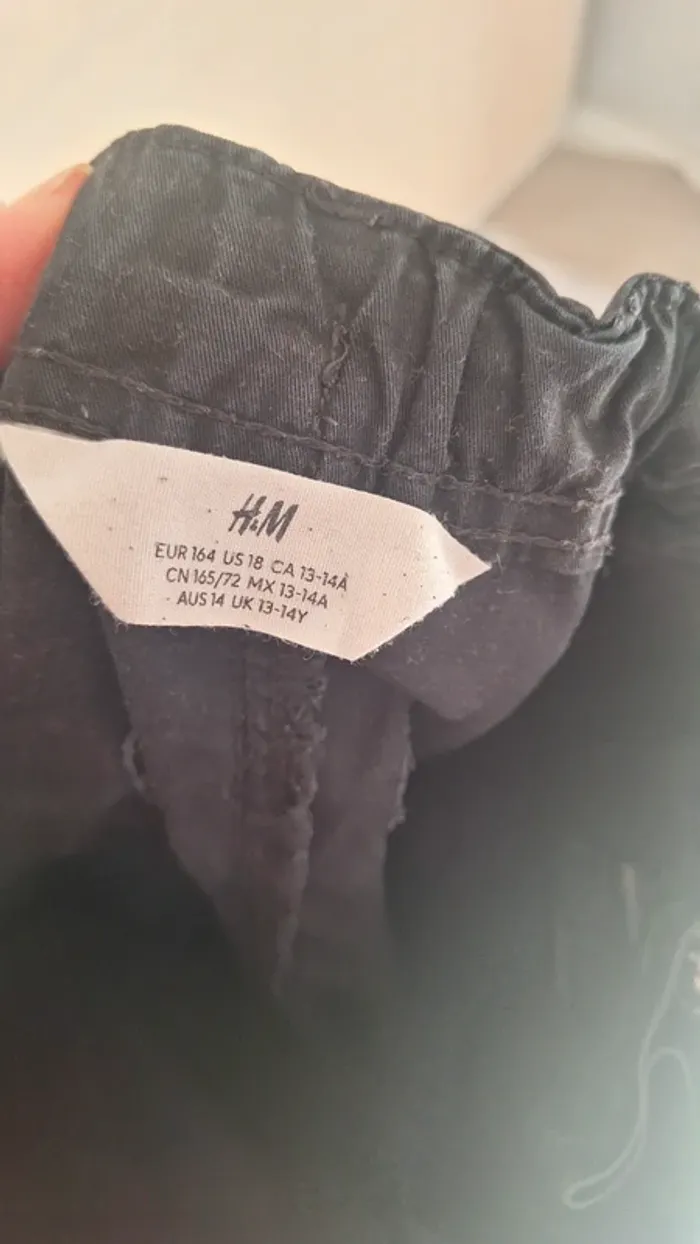 H&M
EUR 164 US 18 CA 13-14A
CN 165/72 MX 13-14A
AUS 14 UK 13-14Y